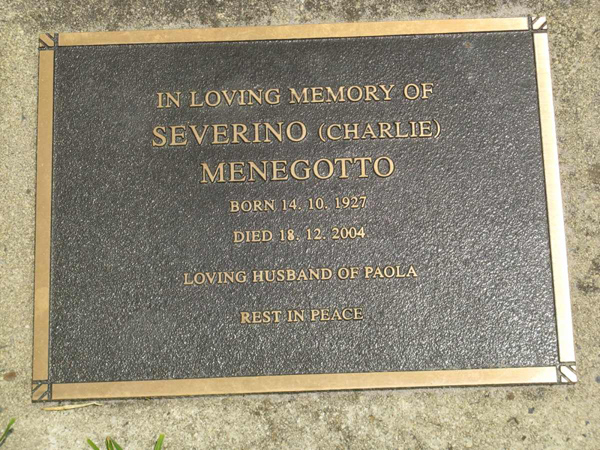 IN LOVING MEMORY OF
SEVERINO (CHARLIE)
MENEGOTTO
BORN 14. 10. 1927
DIED 18. 12. 2004
LOVING HUSBAND OF PAOLA
REST IN PEACE